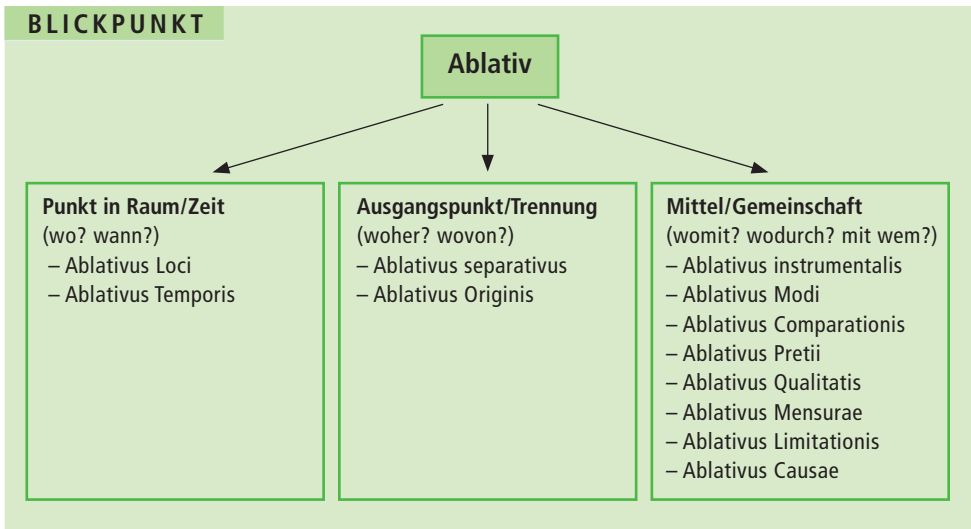 BLICKPUNKT
Ablativ
Punkt in Raum/Zeit
(wo? wann?)
– Ablativus Loci
– Ablativus Temporis
Ausgangspunkt/Trennung
(woher? wovon?)
– Ablativus separativus
– Ablativus Originis
Mittel/Gemeinschaft
(womit? wodurch? mit wem?)
– Ablativus instrumentalis
– Ablativus Modi
– Ablativus Comparationis
– Ablativus Pretii
– Ablativus Qualitatis
– Ablativus Mensurae
– Ablativus Limitationis
– Ablativus Causae